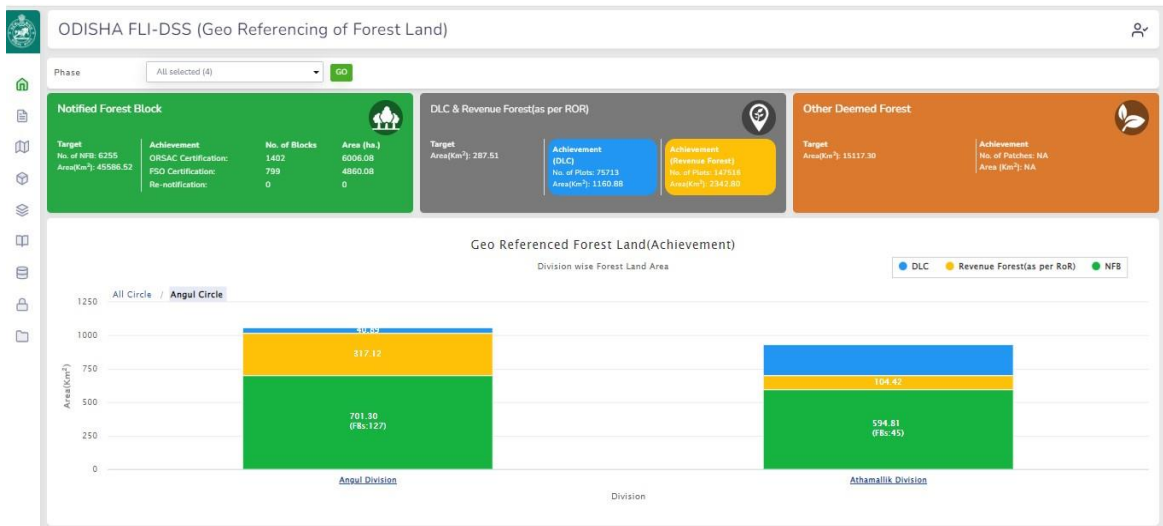 ODISHA FLI-DSS (Geo Referencing of Forest Land)
Phase
All selected (4)
GO
Notified Forest Block
Target
No. of NFB: 6255
Area(Km²): 45586.52
Achievement No. of Blocks Area (ha.)
ORSAC Certification: 1402 6006.08
FSO Certification: 799 4860.08
Re-notification: 0 0
DLC & Revenue Forest(as per ROR)
Target
Area(Km²): 287.51
Achievement
(DLC)
No. of Plots: 75713
Area(Km²): 1160.88
Achievement
(Revenue Forest)
No. of Plots: 147518
Area(Km²): 2342.80
Other Deemed Forest
Target
Area(Km²): 15117.30
Achievement
No. of Patches: NA
Area (Km²): NA
Geo Referenced Forest Land(Achievement)
Division wise Forest Land Area
DLC Revenue Forest(as per RoR) NFB
All Circle / Angul Circle
Area(Km²)
1250
1000
750
500
250
0
40.89
317.12
701.30
(FBs:127)
104.42
594.81
(FBs:45)
Angul Division
Athamallik Division
Division